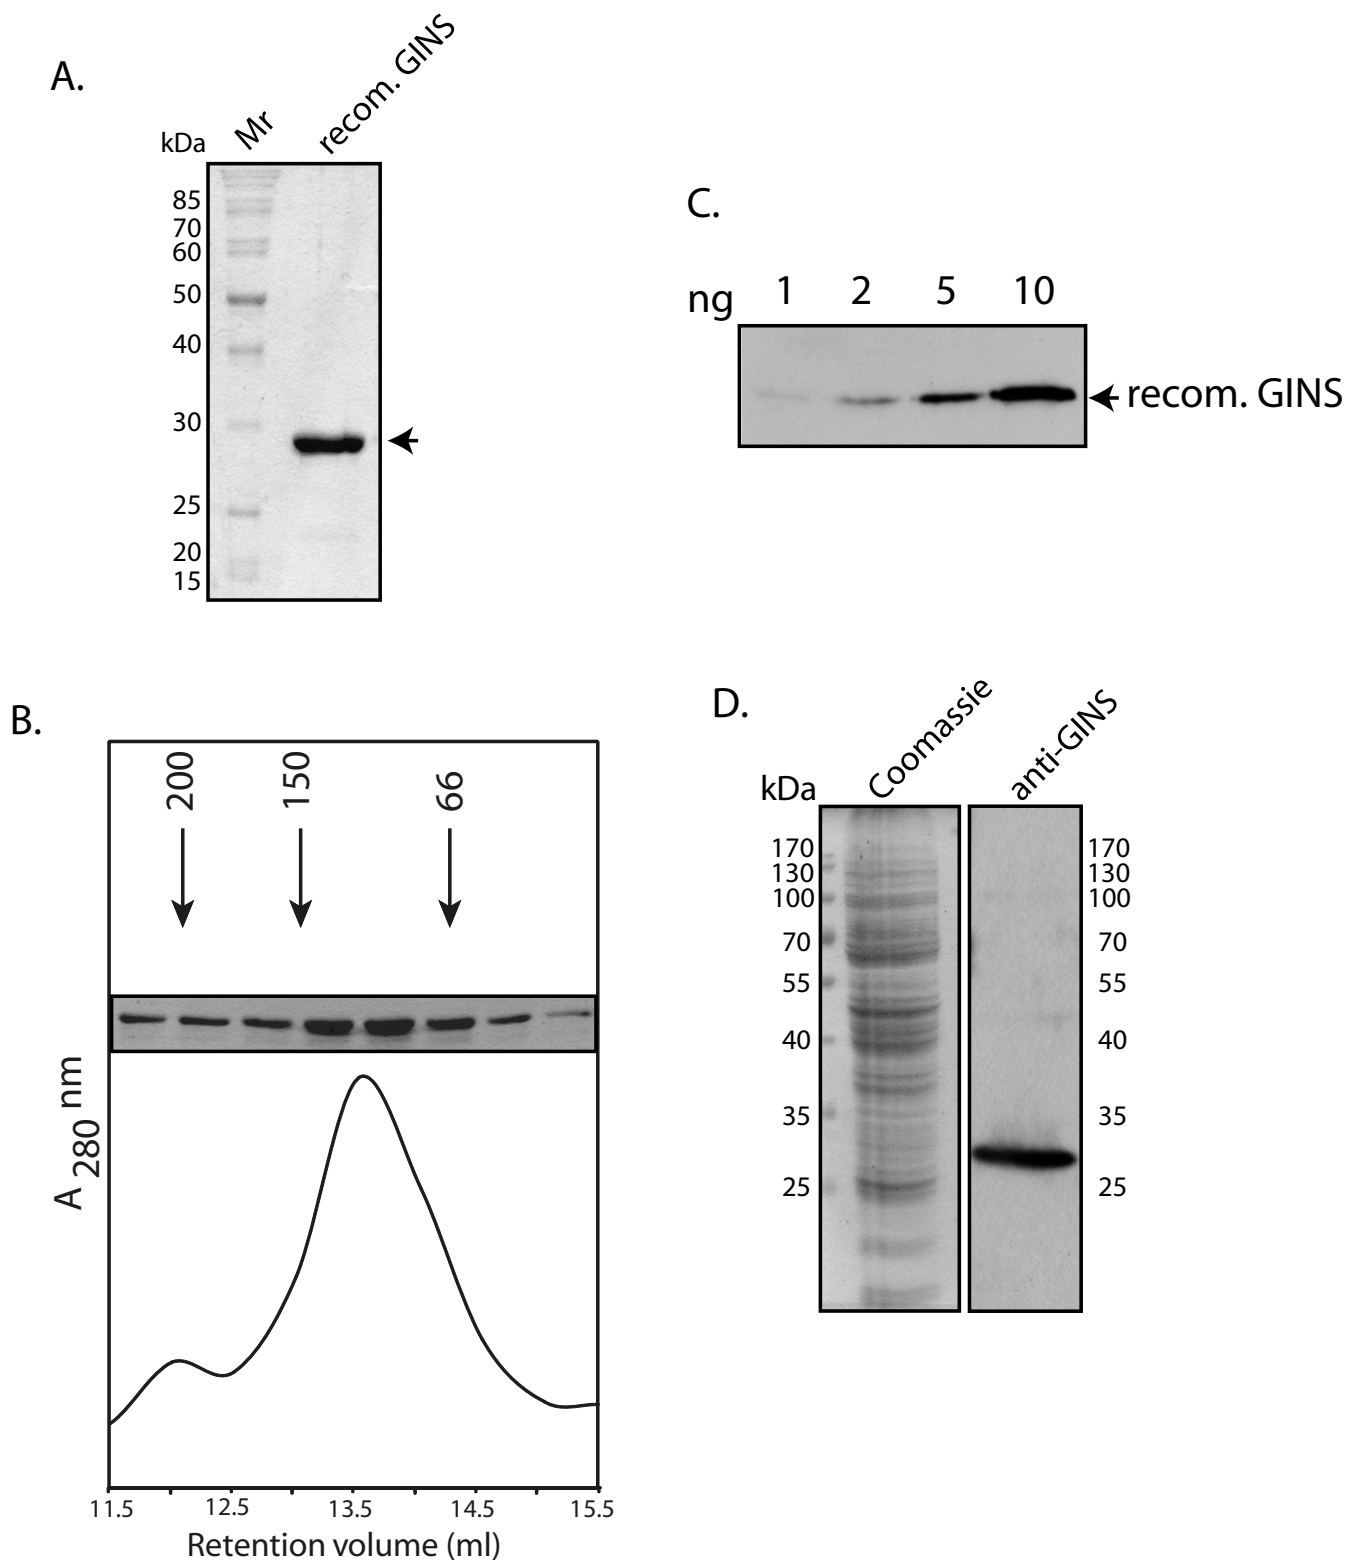 A.
kDa
Mr
recom. GINS
85
70
60
50
40
30
25
20
15
B.
200
150
66
A 280 nm
11.5
12.5
13.5
14.5
15.5
Retention volume (ml)
C.
ng 1 2 5 10
recom. GINS
D.
kDa
Coomassie
anti-GINS
170 170
130 130
100 100
70 70
55 55
40 40
35 35
25 25